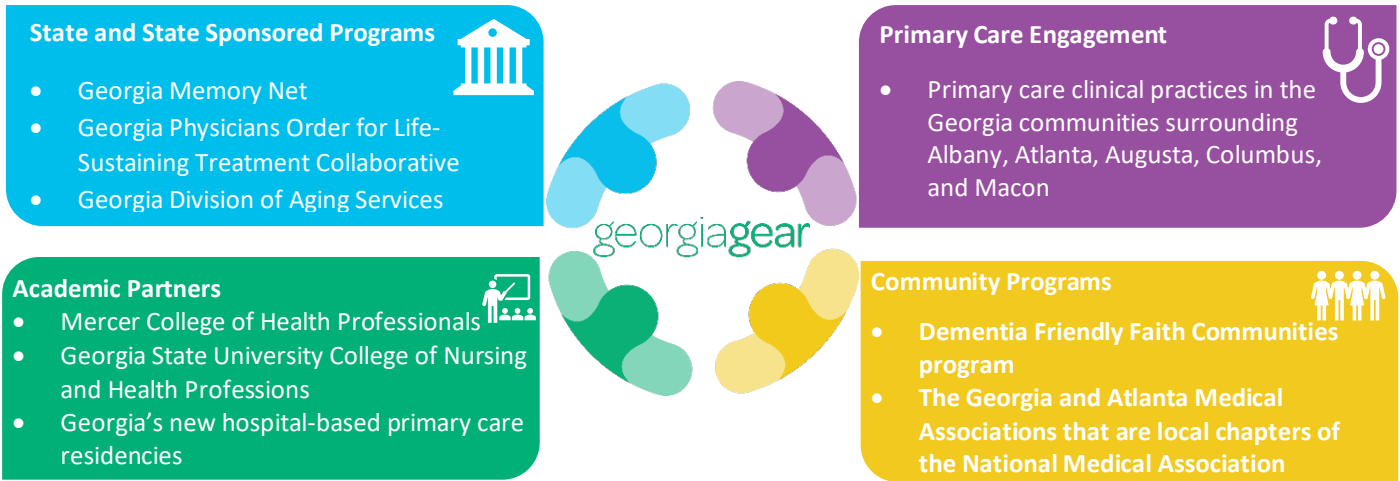 State and State Sponsored Programs
• Georgia Memory Net
• Georgia Physicians Order for Life-
Sustaining Treatment Collaborative
• Georgia Division of Aging Services
Primary Care Engagement
• Primary care clinical practices in the
Georgia communities surrounding
Albany, Atlanta, Augusta, Columbus,
and Macon
georgiagear
Academic Partners
• Mercer College of Health Professionals
• Georgia State University College of Nursing
and Health Professions
• Georgia’s new hospital-based primary care
residencies
Community Programs
• Dementia Friendly Faith Communities
program
• The Georgia and Atlanta Medical
Associations that are local chapters of
the National Medical Association